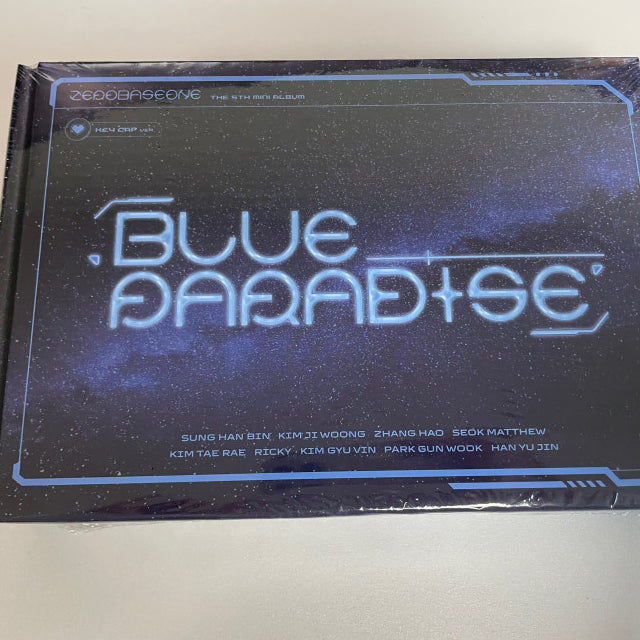 ZEROBASEONE THE 5TH MINI ALBUM
KEY CAP ver.
BLUE
PARADISE
SUNG HAN BIN KIM JI WOONG ZHANG HAO SEOK MATTHEW
KIM TAE RAE RICKY KIM GYU VIN PARK GUN WOOK HAN YU JIN